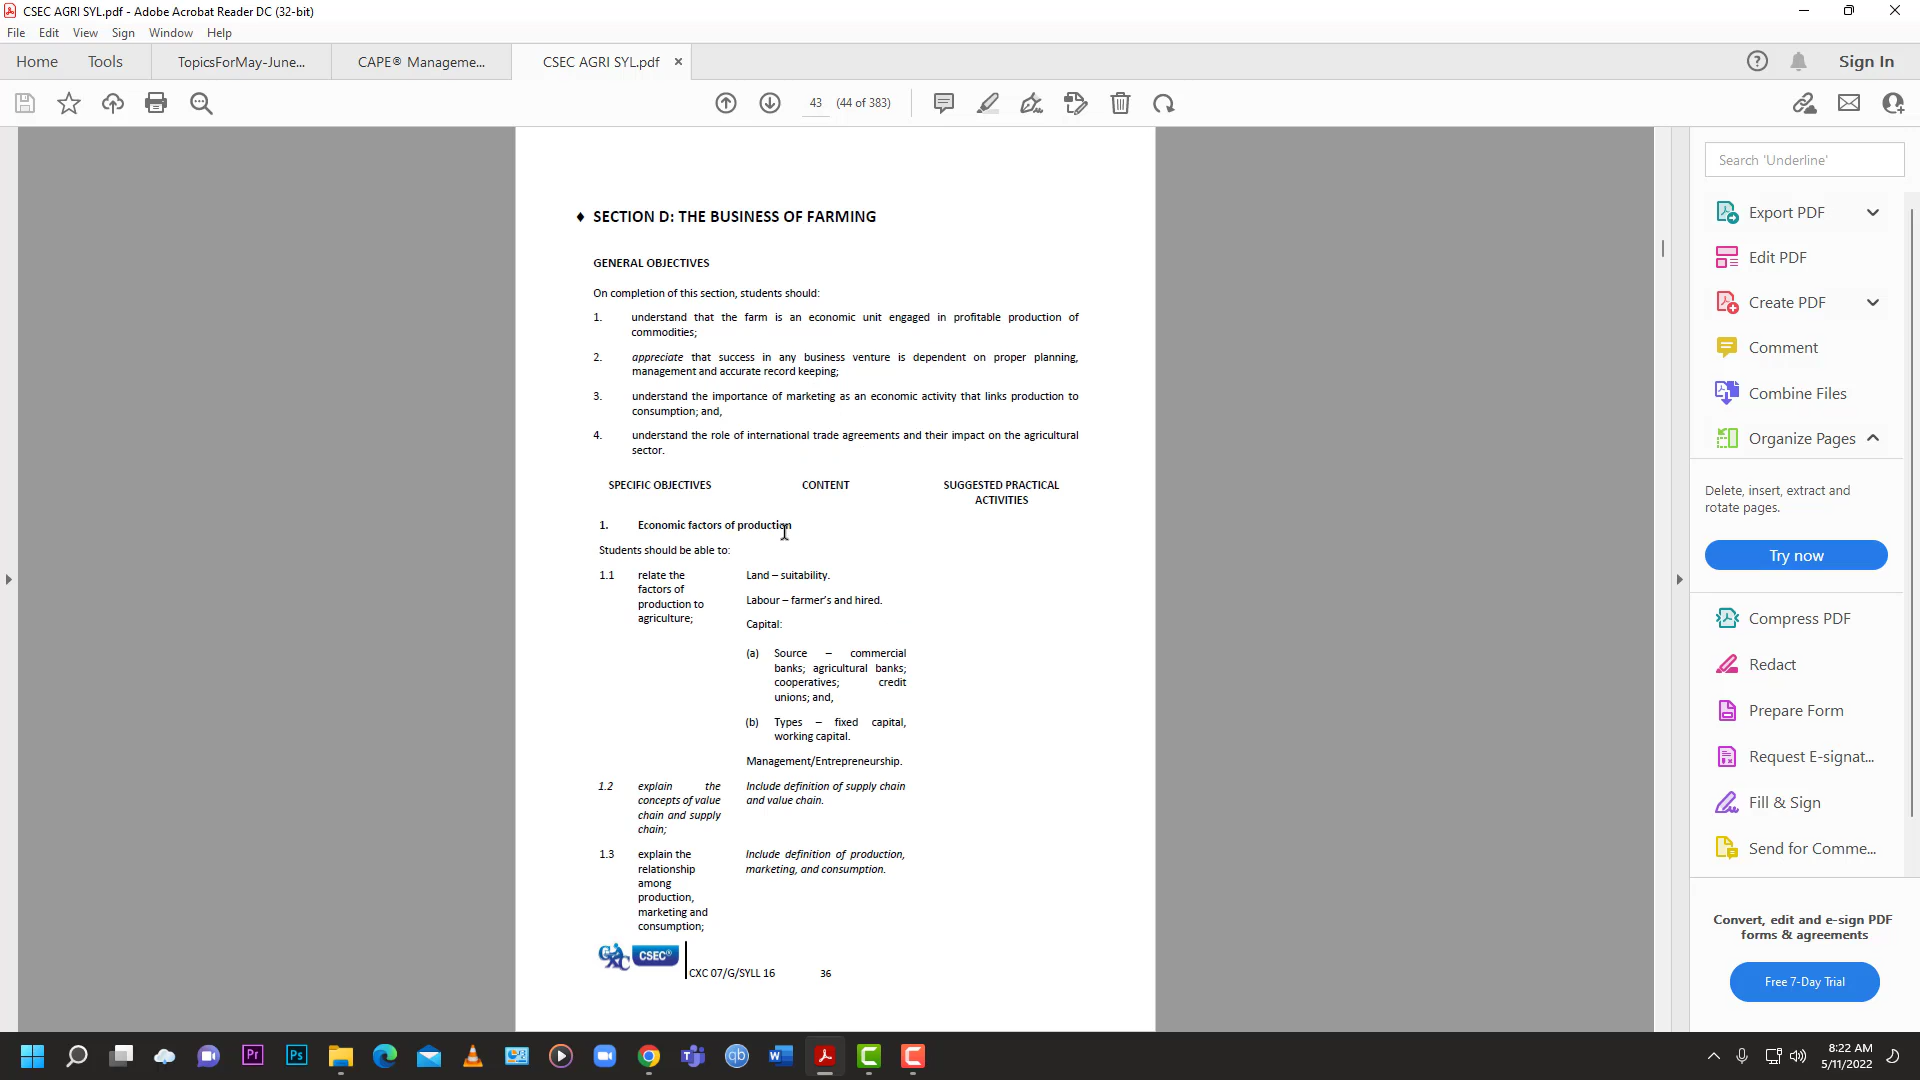 CSEC AGRI SYL.pdf - Adobe Acrobat Reader DC (32-bit)
File Edit View Sign Window Help
Home Tools TopicsForMay-June... CAPE® Manageme... CSEC AGRI SYL.pdf Sign In
43 (44 of 383)
Search 'Underline'
Export PDF
Edit PDF
Create PDF
Comment
Combine Files
Organize Pages
Delete, insert, extract and
rotate pages.
Try now
Compress PDF
Redact
Prepare Form
Request E-signat...
Fill & Sign
Send for Comme...
Convert, edit and e-sign PDF
forms & agreements
Free 7-Day Trial
♦ SECTION D: THE BUSINESS OF FARMING
GENERAL OBJECTIVES
On completion of this section, students should:
1. understand that the farm is an economic unit engaged in profitable production of
commodities;
2. appreciate that success in any business venture is dependent on proper planning,
management and accurate record keeping;
3. understand the importance of marketing as an economic activity that links production to
consumption; and,
4. understand the role of international trade agreements and their impact on the agricultural
sector.
SPECIFIC OBJECTIVES CONTENT SUGGESTED PRACTICAL
ACTIVITIES
1. Economic factors of production
Students should be able to:
1.1 relate the
factors of
production to
agriculture;
Land – suitability.
Labour – farmer's and hired.
Capital:
(a) Source – commercial
banks; agricultural banks;
cooperatives; credit
unions; and,
(b) Types – fixed capital,
working capital.
Management/Entrepreneurship.
1.2 explain the
concepts of value
chain and supply
chain;
Include definition of supply chain
and value chain.
1.3 explain the
relationship
among
production,
marketing and
consumption;
Include definition of production,
marketing, and consumption.
CXC CSEC®
CXC 07/G/SYLL 16 36
Pr Ps qb W
8:22 AM
5/11/2022